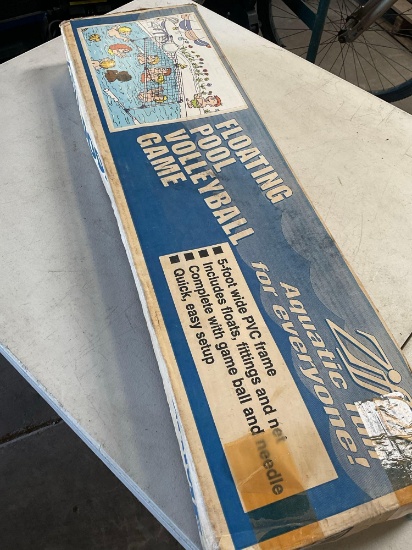 FLOATING
POOL
VOLLEYBALL
GAME
Aquatic
for everyone!
5-foot wide PVC frame
Includes floats, fittings and net
Complete with game ball and needle
Quick, easy setup